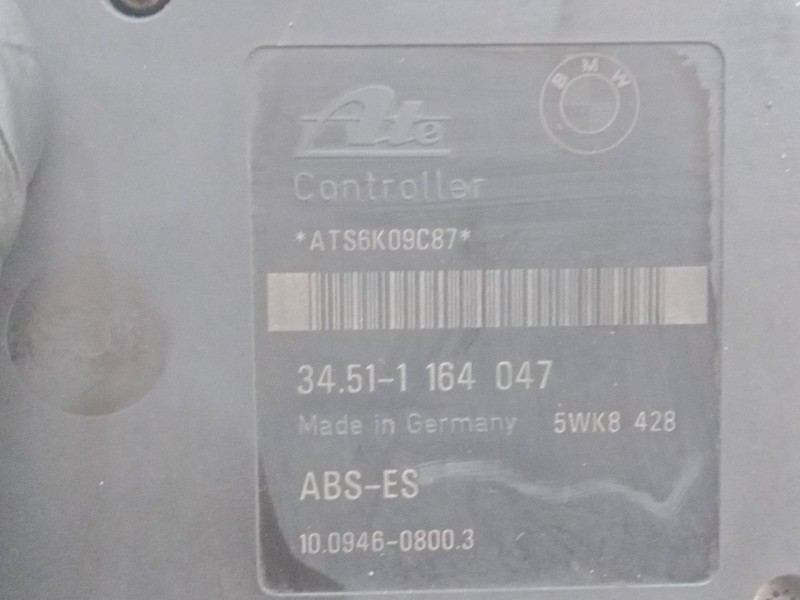 BMW
Ate
Controller
*ATS6K09C87*
34.51-1 164 047
Made in Germany 5WK8 428
ABS-ES
10.0946-0800.3